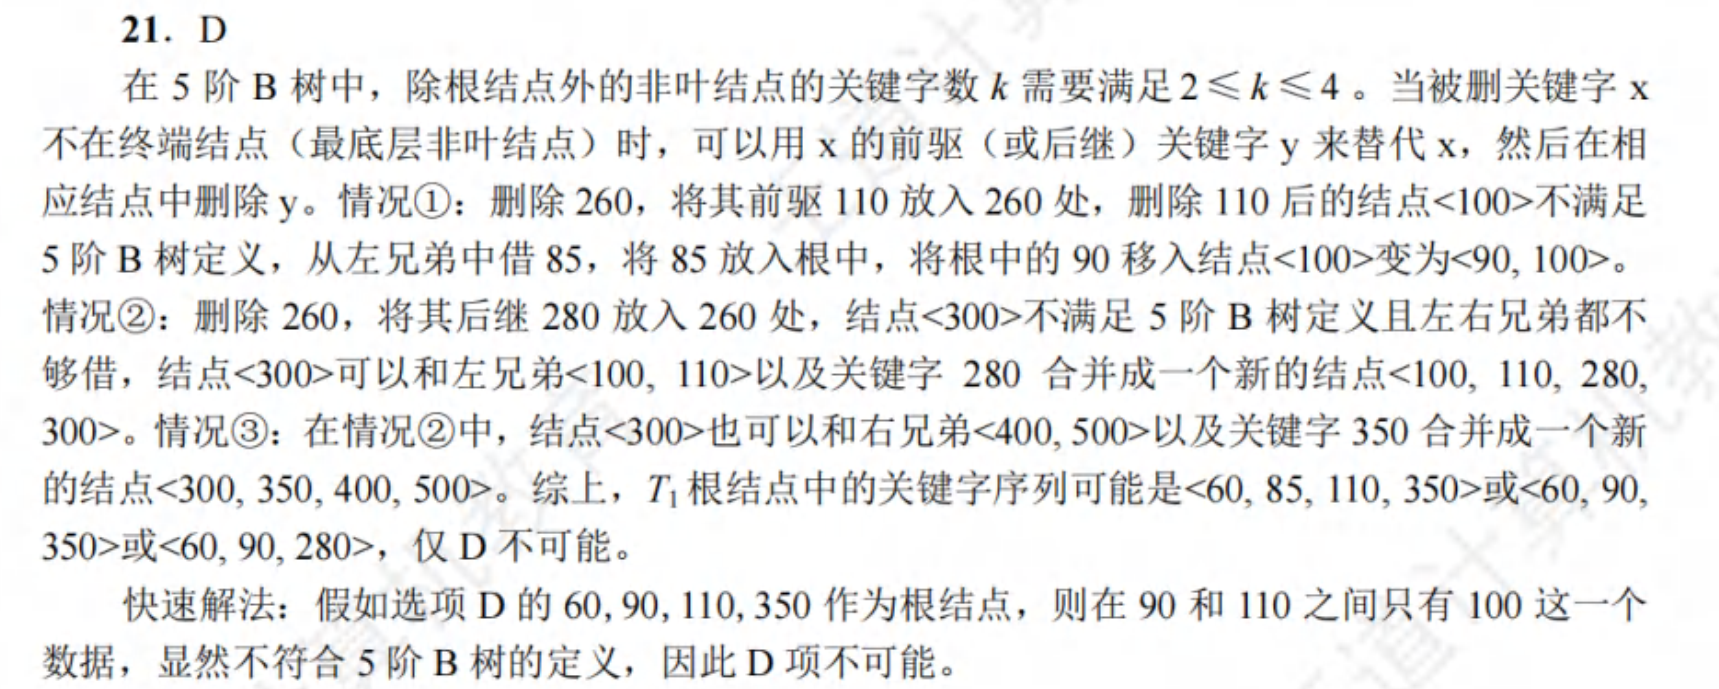 21. D
在 5 阶 B 树中，除根结点外的非叶结点的关键字数 k 需要满足 2≤k≤4。当被删关键字 x
不在终端结点（最底层非叶结点）时，可以用 x 的前驱（或后继）关键字 y 来替代 x，然后在相
应结点中删除 y。情况①：删除 260，将其前驱 110 放入 260 处，删除 110 后的结点<100>不满足
5 阶 B 树定义，从左兄弟中借 85，将 85 放入根中，将根中的 90 移入结点<100>变为<90, 100>。
情况②：删除 260，将其后继 280 放入 260 处，结点<300>不满足 5 阶 B 树定义且左右兄弟都不
够借，结点<300>可以和左兄弟<100, 110>以及关键字 280 合并成一个新的结点<100, 110, 280,
300>。情况③：在情况②中，结点<300>也可以和右兄弟<400, 500>以及关键字 350 合并成一个新
的结点<300, 350, 400, 500>。综上，T₁根结点中的关键字序列可能是<60, 85, 110, 350>或<60, 90,
350>或<60, 90, 280>，仅 D 不可能。
快速解法：假如选项 D 的 60, 90, 110, 350 作为根结点，则在 90 和 110 之间只有 100 这一个
数据，显然不符合 5 阶 B 树的定义，因此 D 项不可能。